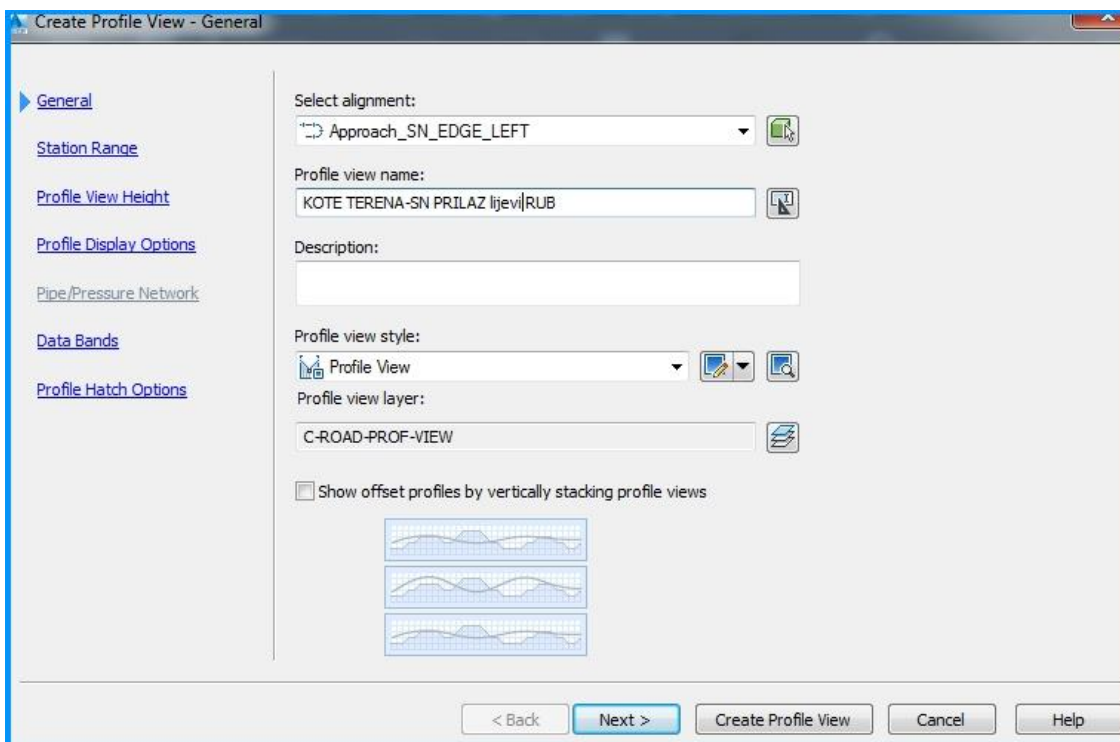 Create Profile View - General
General
Station Range
Profile View Height
Profile Display Options
Pipe/Pressure Network
Data Bands
Profile Hatch Options
Select alignment:
Approach_SN_EDGE_LEFT
Profile view name:
KOTE TERENA-SN PRILAZ lijevi RUB
Description:
Profile view style:
Profile View
Profile view layer:
C-ROAD-PROF-VIEW
Show offset profiles by vertically stacking profile views
< Back
Next >
Create Profile View
Cancel
Help